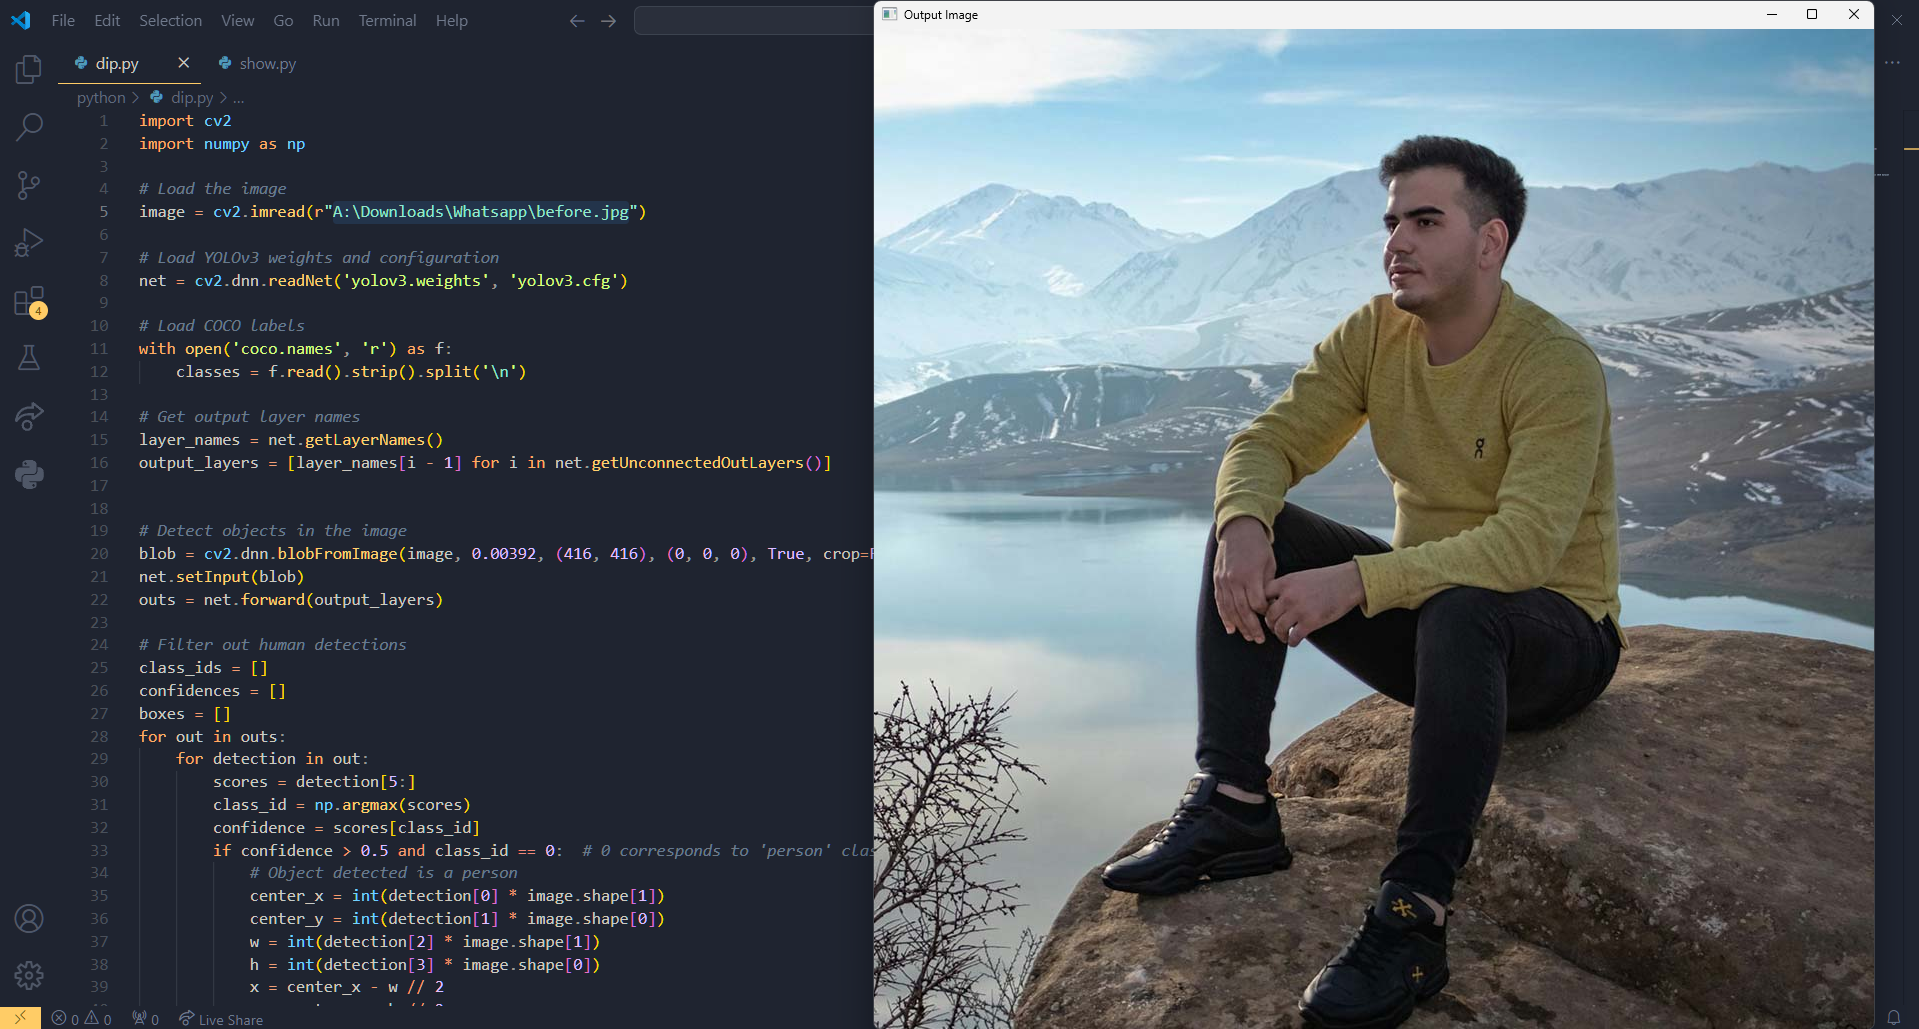 File Edit Selection View Go Run Terminal Help
Output Image
dip.py
show.py
python > dip.py > ...
1 import cv2
2 import numpy as np
3
4 # Load the image
5 image = cv2.imread(r"A:\Downloads\Whatsapp\before.jpg")
6
7 # Load YOLOv3 weights and configuration
8 net = cv2.dnn.readNet('yolov3.weights', 'yolov3.cfg')
9
10 # Load COCO labels
11 with open('coco.names', 'r') as f:
12 classes = f.read().strip().split('\n')
13
14 # Get output layer names
15 layer_names = net.getLayerNames()
16 output_layers = [layer_names[i - 1] for i in net.getUnconnectedOutLayers()]
17
18
19 # Detect objects in the image
20 blob = cv2.dnn.blobFromImage(image, 0.00392, (416, 416), (0, 0, 0), True, crop=
21 net.setInput(blob)
22 outs = net.forward(output_layers)
23
24 # Filter out human detections
25 class_ids = []
26 confidences = []
27 boxes = []
28 for out in outs:
29 for detection in out:
30 scores = detection[5:]
31 class_id = np.argmax(scores)
32 confidence = scores[class_id]
33 if confidence > 0.5 and class_id == 0: # 0 corresponds to 'person' clas
34 # Object detected is a person
35 center_x = int(detection[0] * image.shape[1])
36 center_y = int(detection[1] * image.shape[0])
37 w = int(detection[2] * image.shape[1])
38 h = int(detection[3] * image.shape[0])
39 x = center_x - w // 2
4
0 0 0 Live Share